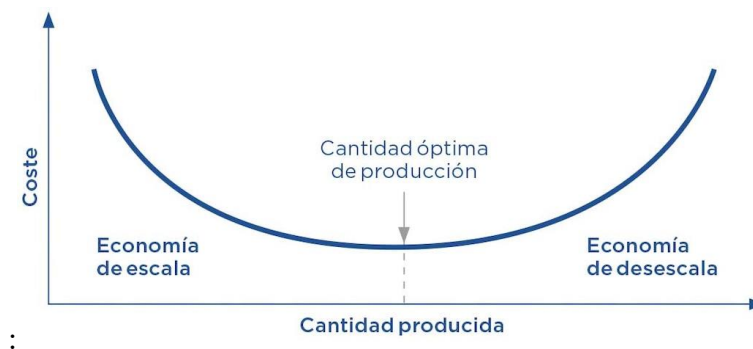 Coste
Cantidad óptima
de producción
Economía
de escala
Economía
de desescala
Cantidad producida
: